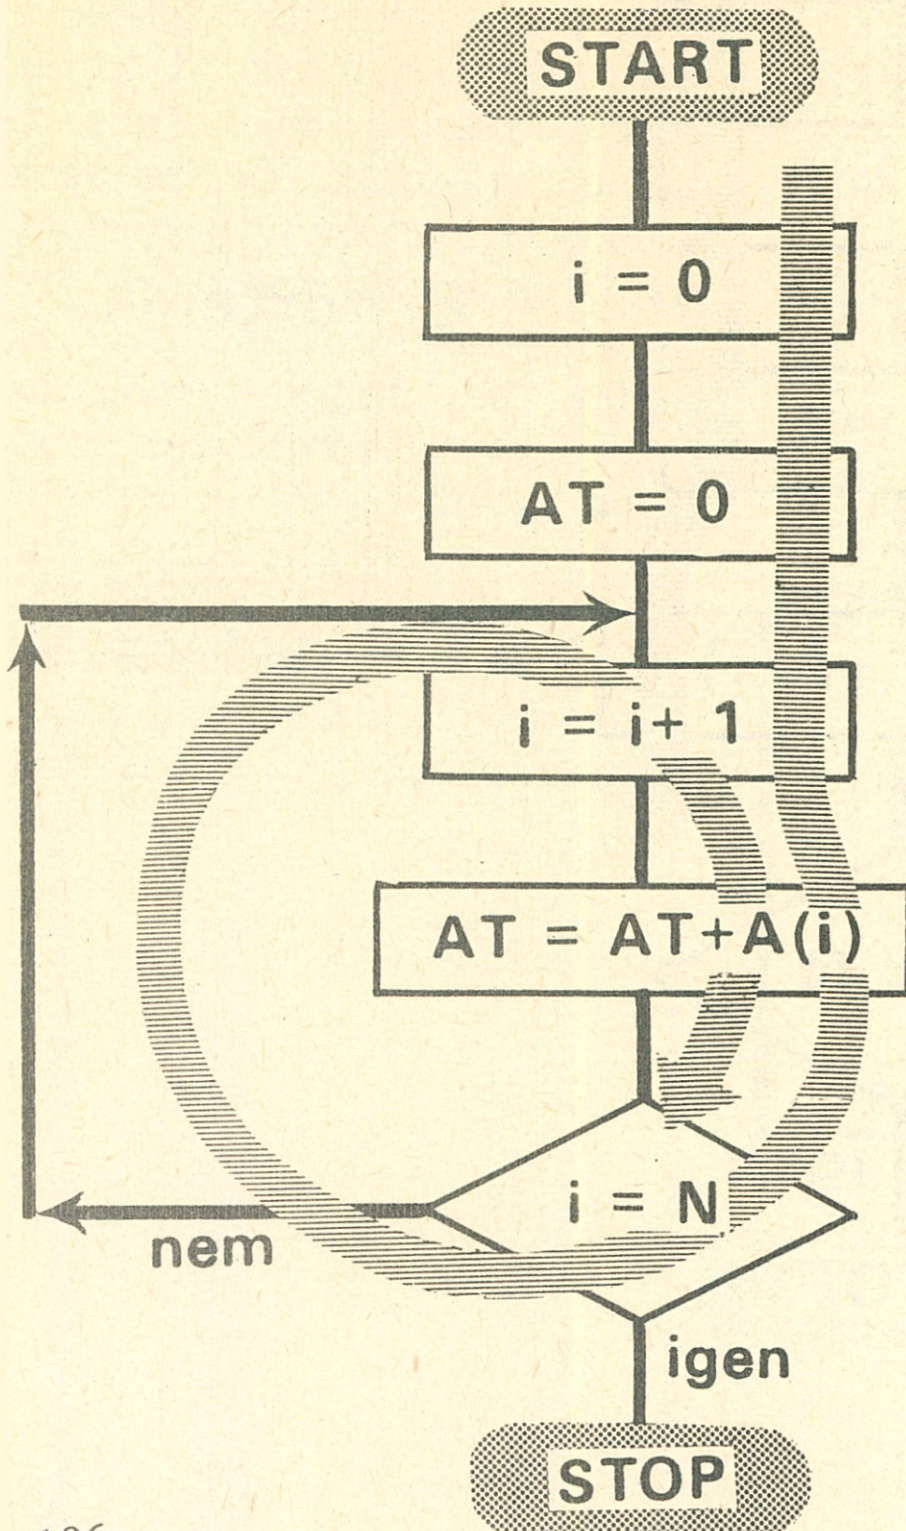 START
i = 0
AT = 0
i = i+ 1
AT = AT+A(i)
i = N
nem
igen
STOP